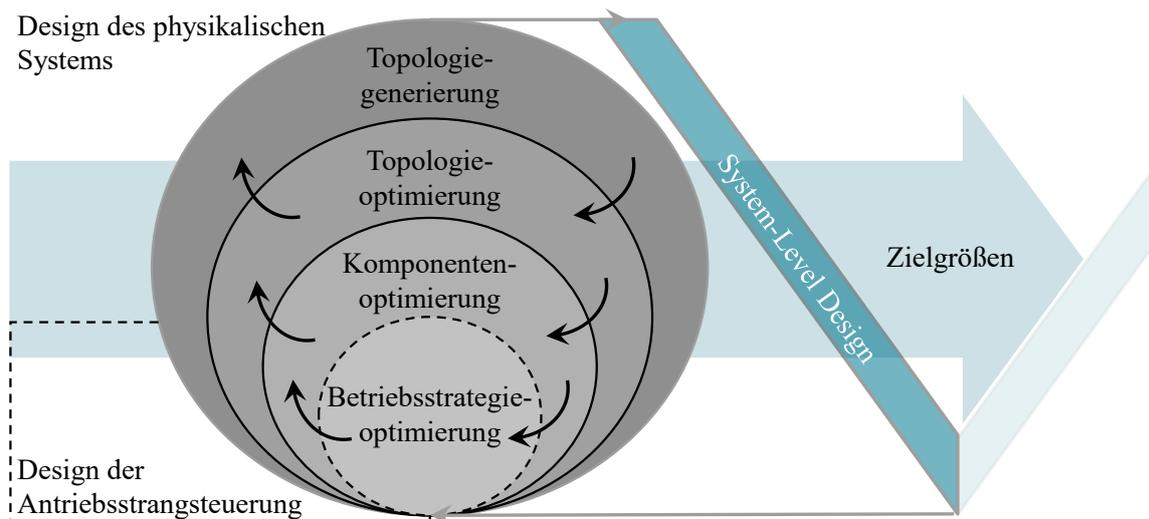 Design des physikalischen
Systems
Topologie-
generierung
Topologie-
optimierung
Komponenten-
optimierung
Betriebsstrategie-
optimierung
System-Level Design
Zielgrößen
Design der
Antriebsstrangsteuerung